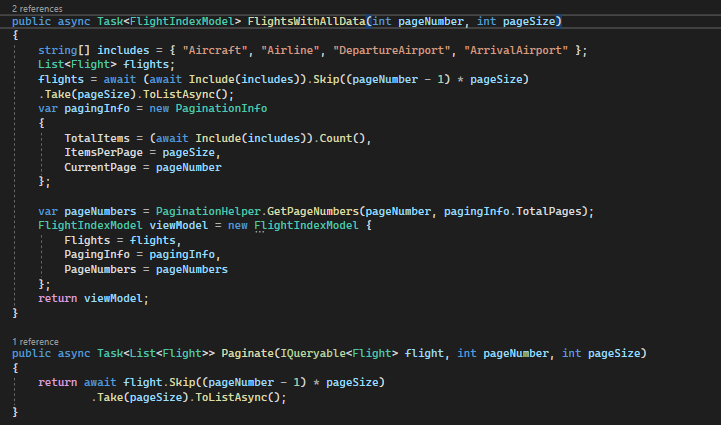 2 references
public async Task<FlightIndexModel> FlightsWithAllData(int pageNumber, int pageSize)
{
string[] includes = { "Aircraft", "Airline", "DepartureAirport", "ArrivalAirport" };
List<Flight> flights;
flights = await (await Include(includes)).Skip((pageNumber - 1) * pageSize)
.Take(pageSize).ToListAsync();
var pagingInfo = new PaginationInfo
{
TotalItems = (await Include(includes)).Count(),
ItemsPerPage = pageSize,
CurrentPage = pageNumber
};
var pageNumbers = PaginationHelper.GetPageNumbers(pageNumber, pagingInfo.TotalPages);
FlightIndexModel viewModel = new FlightIndexModel {
Flights = flights,
PagingInfo = pagingInfo,
PageNumbers = pageNumbers
};
return viewModel;
}
1 reference
public async Task<List<Flight>> Paginate(IQueryable<Flight> flight, int pageNumber, int pageSize)
{
return await flight.Skip((pageNumber - 1) * pageSize)
.Take(pageSize).ToListAsync();
}